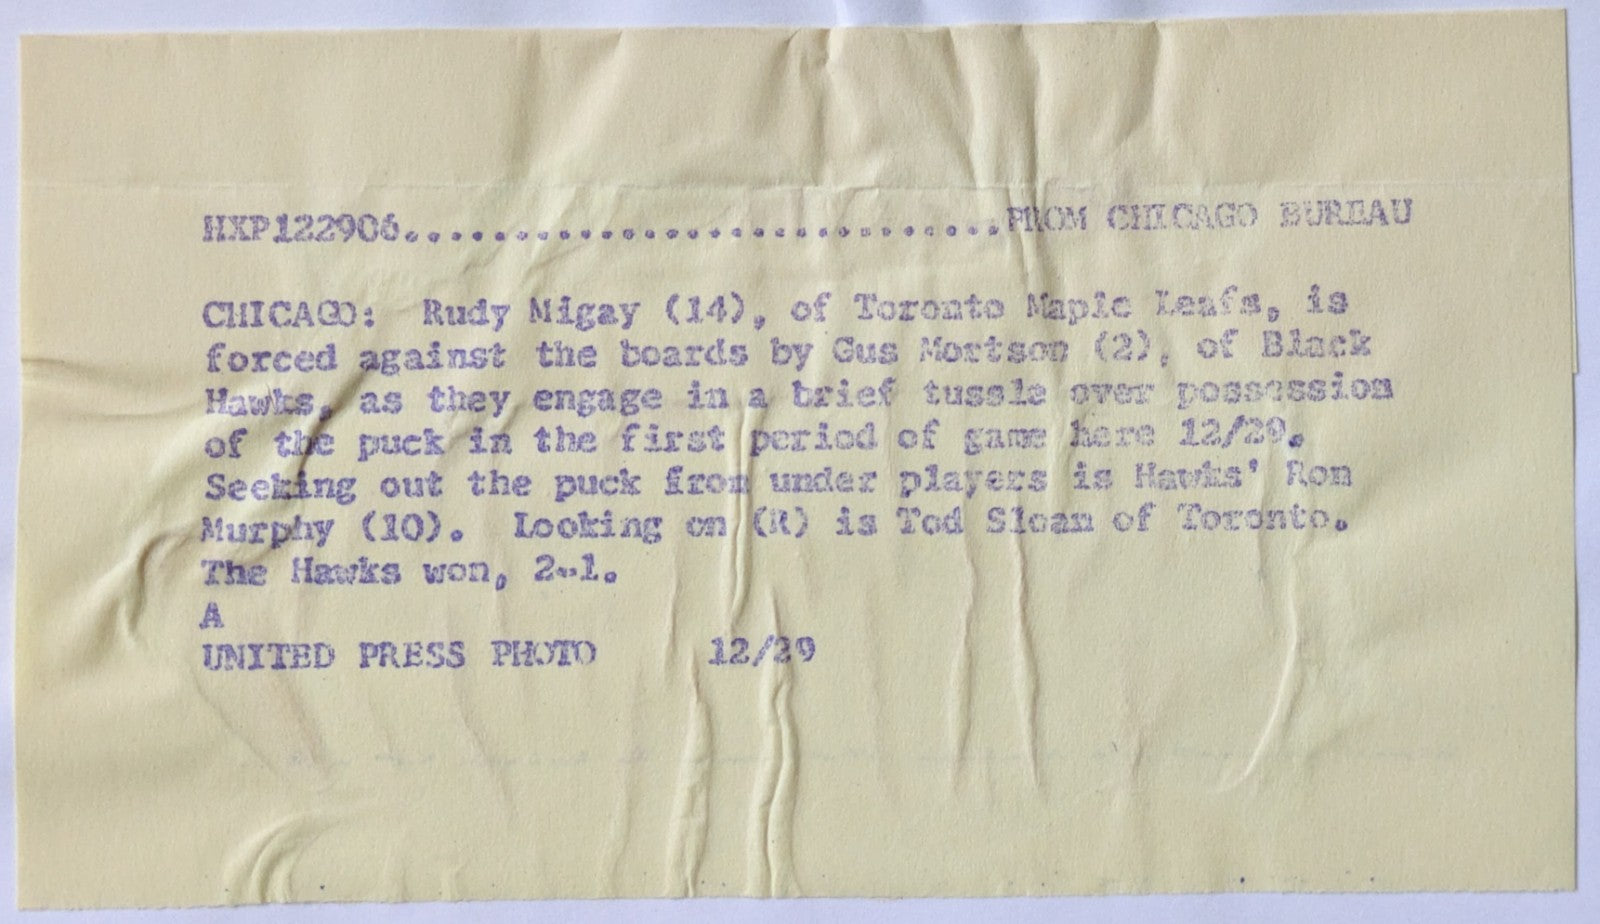 HXP122906..............................FROM CHICAGO BUREAU
CHICAGO:  Rudy Migay (14), of Toronto Maple Leafs, is
forced against the boards by Gus Mortson (2), of Black
Hawks, as they engage in a brief tussle over possession
of the puck in the first period of game here 12/29.
Seeking out the puck from under players is Hawks' Ron
Murphy (10).  Looking on (R) is Tod Sloan of Toronto.
The Hawks won, 2-1.
A
UNITED PRESS PHOTO     12/29